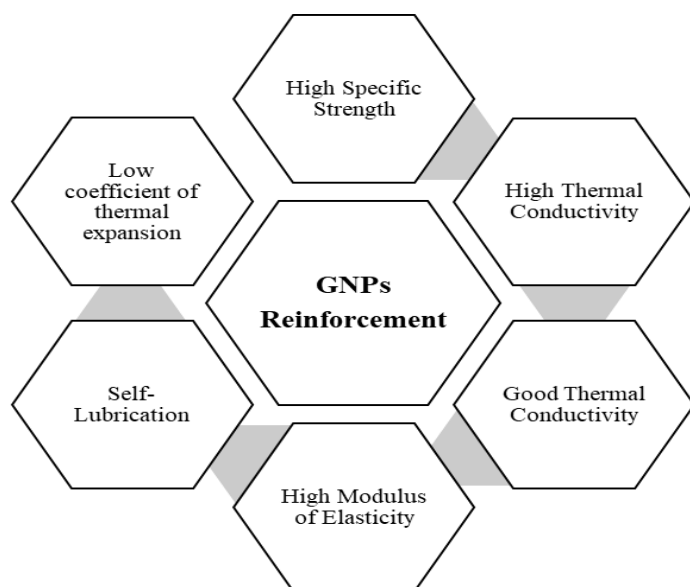 High Specific
Strength
High Thermal
Conductivity
Good Thermal
Conductivity
High Modulus
of Elasticity
Self-
Lubrication
Low
coefficient of
thermal
expansion
GNPs
Reinforcement